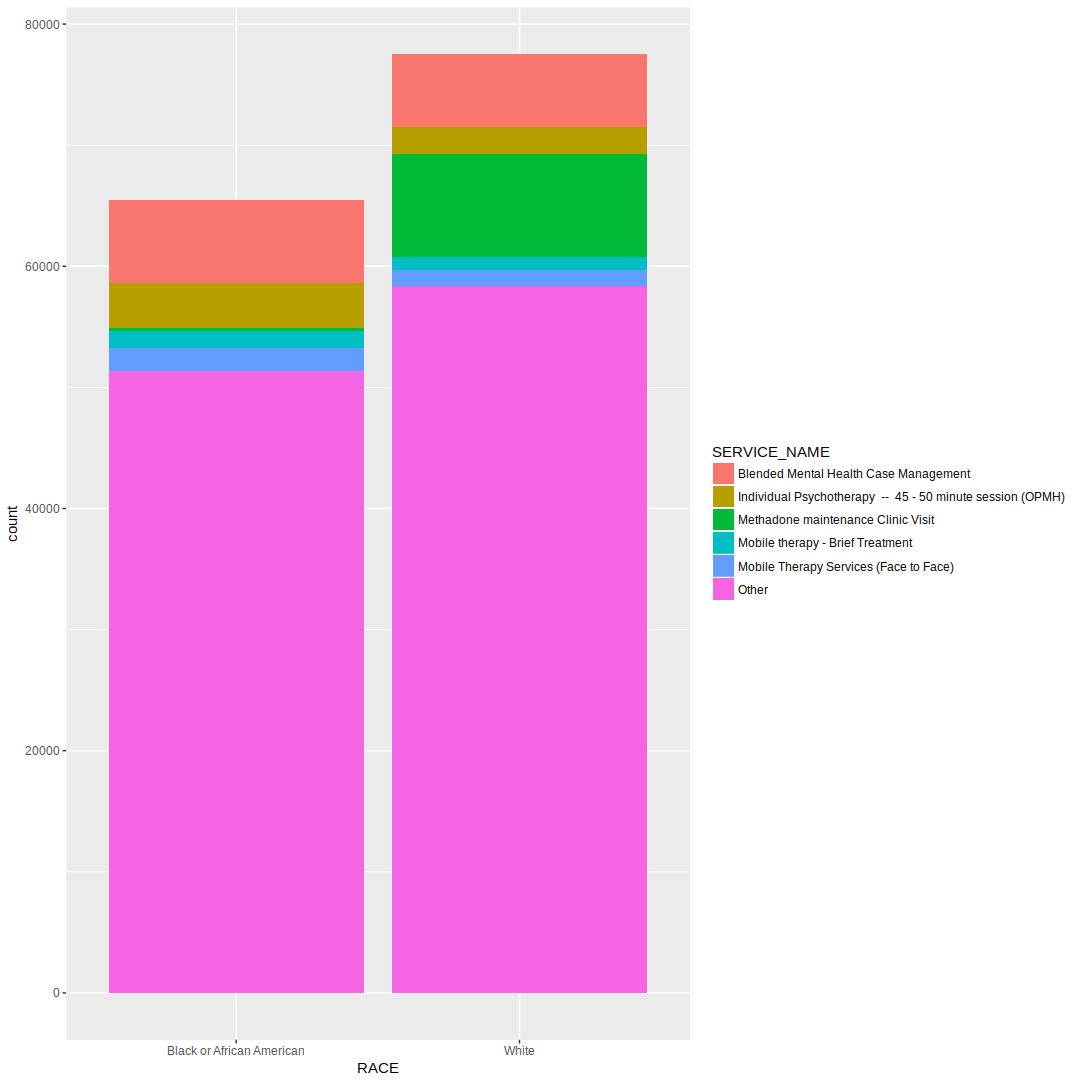 80000
60000
40000
20000
0
count
Black or African American
White
RACE
SERVICE_NAME
Blended Mental Health Case Management
Individual Psychotherapy  --  45 - 50 minute session (OPMH)
Methadone maintenance Clinic Visit
Mobile therapy - Brief Treatment
Mobile Therapy Services (Face to Face)
Other